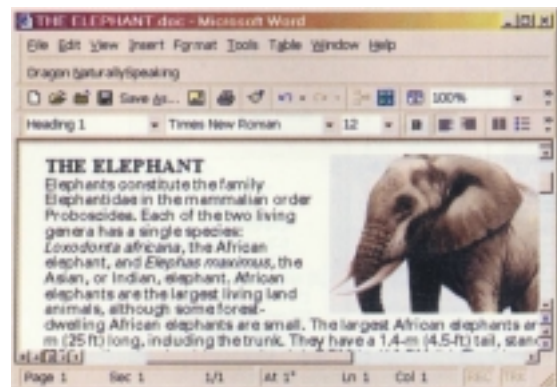 THE ELEPHANT.doc - Microsoft Word
File Edit View Insert Format Tools Table Window Help
Dragon NaturallySpeaking
Save As... 100%
Heading 1 Times New Roman 12 B
THE ELEPHANT
Elephants constitute the family
Elephantidae in the mammalian order
Proboscidea. Each of the two living
genera has a single species:
Loxodonta africana, the African
elephant, and Elephas maximus, the
Asian, or Indian, elephant. African
elephants are the largest living land
animals, although some forest-
dwelling African elephants are small. The largest African elephants ar
m (25 ft) long, including the trunk. They have a 1.4-m (4.5-ft) tail, stan
Page 1 Sec 1 1/1 At 1" Ln 1 Col 1 REC TRK